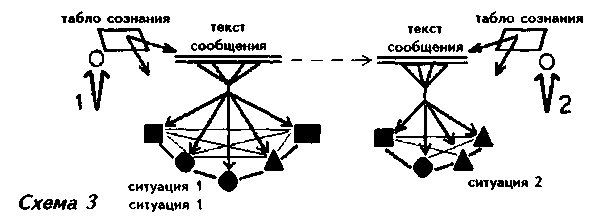 табло сознания
текст
сообщения
текст
сообщения
табло сознания
1
2
ситуация 1
ситуация 1
ситуация 2
Схема 3